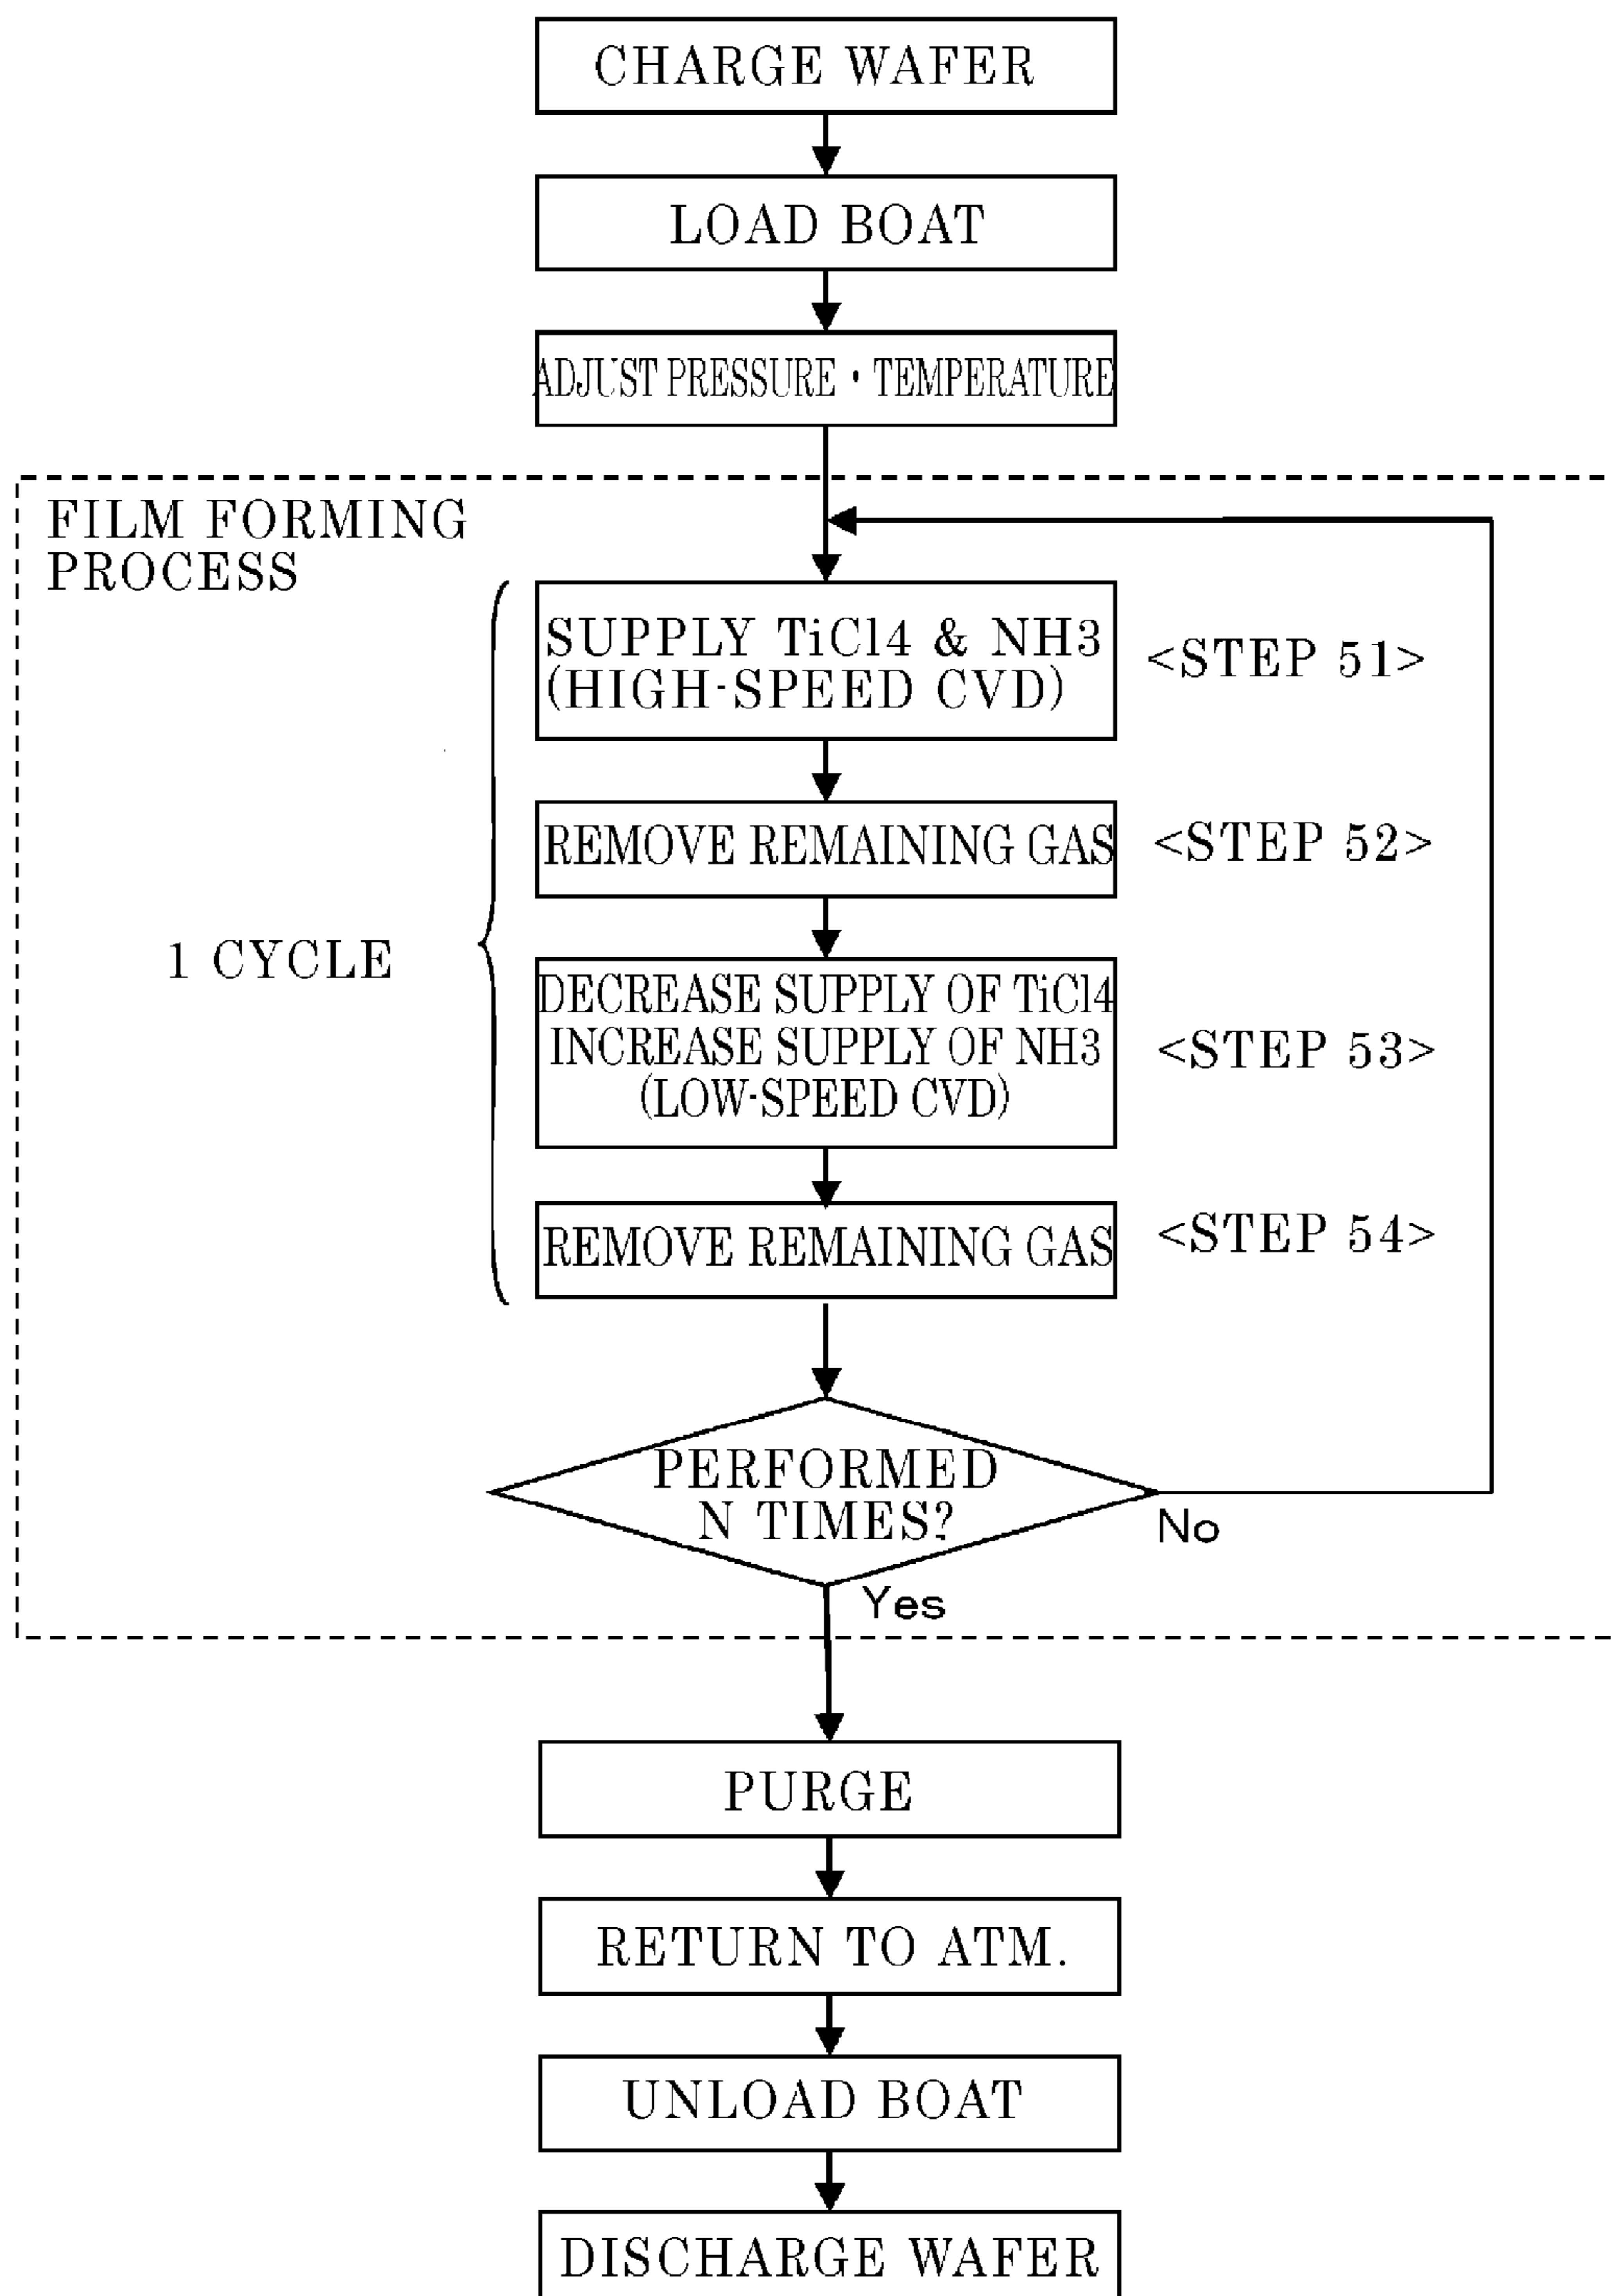 CHARGE WAFER
LOAD BOAT
ADJUST PRESSURE・TEMPERATURE
FILM FORMING
PROCESS
SUPPLY TiCl4 & NH3
(HIGH-SPEED CVD)
<STEP 51>
REMOVE REMAINING GAS
<STEP 52>
1 CYCLE
DECREASE SUPPLY OF TiCl4
INCREASE SUPPLY OF NH3
(LOW-SPEED CVD)
<STEP 53>
REMOVE REMAINING GAS
<STEP 54>
PERFORMED
N TIMES?
No
Yes
PURGE
RETURN TO ATM.
UNLOAD BOAT
DISCHARGE WAFER